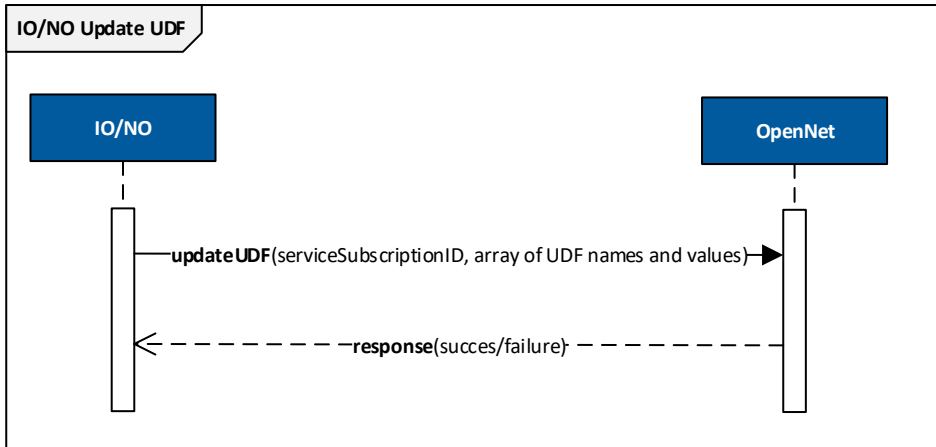 IO/NO Update UDF
IO/NO
OpenNet
updateUDF(serviceSubscriptionID, array of UDF names and values)
response(succes/failure)